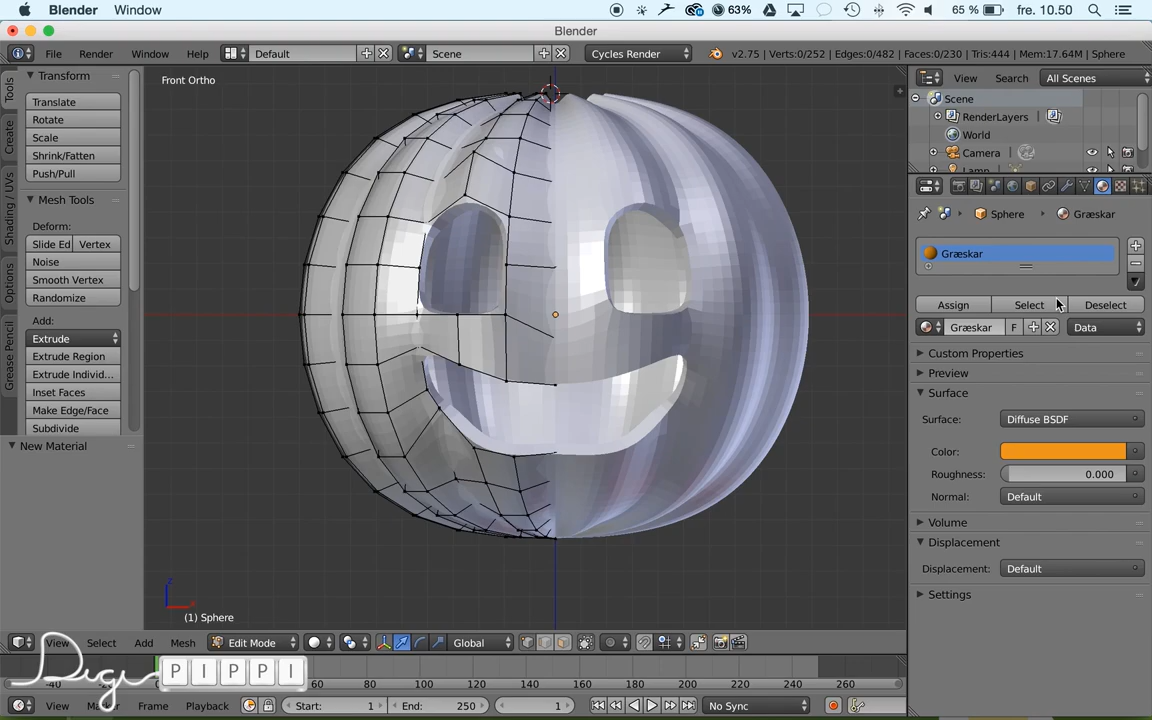 Blender Window 63% 65 % fre. 10.50
Blender
File Render Window Help Default Scene Cycles Render v2.75 | Verts:0/252 | Edges:0/482 | Faces:0/230 | Tris:444 | Mem:17.64M | Sphere
Tools
Create
Shading / UVs
Options
Grease Pencil
Transform
Translate
Rotate
Scale
Shrink/Fatten
Push/Pull
Mesh Tools
Deform:
Slide Ed Vertex
Noise
Smooth Vertex
Randomize
Add:
Extrude
Extrude Region
Extrude Individ...
Inset Faces
Make Edge/Face
Subdivide
New Material
Front Ortho
z
x
(1) Sphere
View Search All Scenes
Scene
RenderLayers
World
Camera
Sphere Græskar
Græskar
Assign Select Deselect
Græskar F Data
Custom Properties
Preview
Surface
Surface: Diffuse BSDF
Color:
Roughness: 0.000
Normal: Default
Volume
Displacement
Displacement: Default
Settings
View Select Add Mesh Edit Mode Global
Digi PIPPI
-40 60 80 100 120 140 160 180 200 220 240 260
View Frame Playback Start: 1 End: 250 1 No Sync